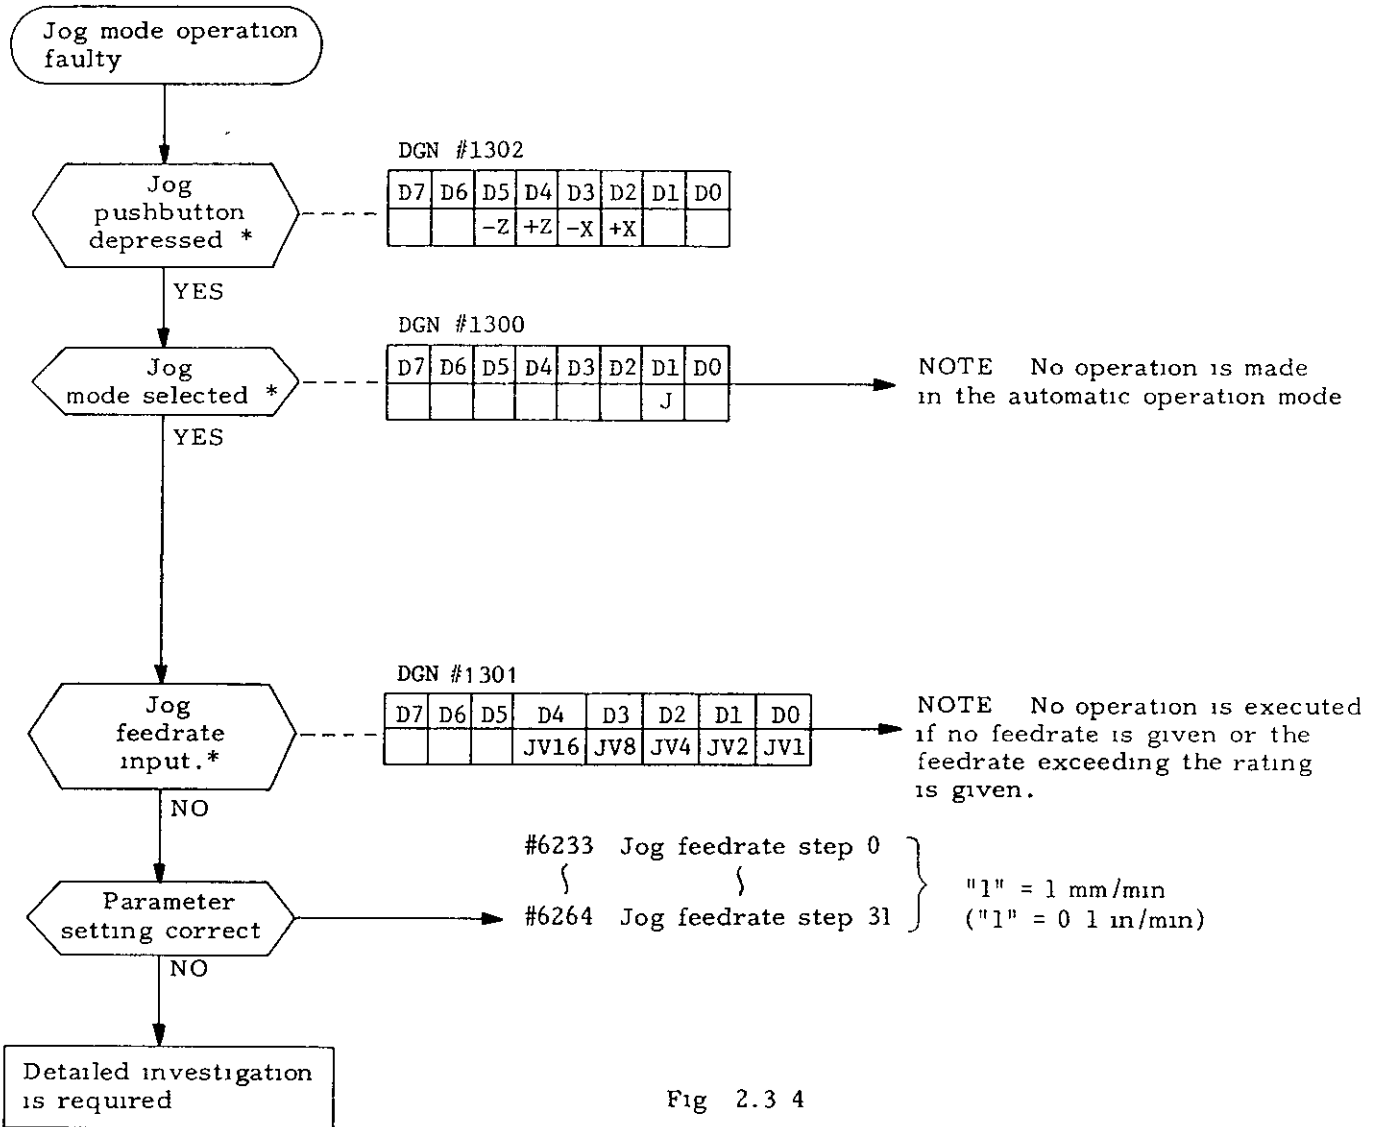 Jog mode operation
faulty
Jog
pushbutton
depressed *
DGN #1302
D7 D6 D5 D4 D3 D2 D1 D0
-Z +Z -X +X
YES
Jog
mode selected *
DGN #1300
D7 D6 D5 D4 D3 D2 D1 D0
J
NOTE No operation is made
in the automatic operation mode
YES
Jog
feedrate
input.*
DGN #1301
D7 D6 D5 D4 D3 D2 D1 D0
JV16 JV8 JV4 JV2 JV1
NOTE No operation is executed
if no feedrate is given or the
feedrate exceeding the rating
is given.
NO
Parameter
setting correct
#6233 Jog feedrate step 0
#6264 Jog feedrate step 31
"1" = 1 mm/min
("1" = 0 1 in/min)
NO
Detailed investigation
is required
Fig 2.3 4